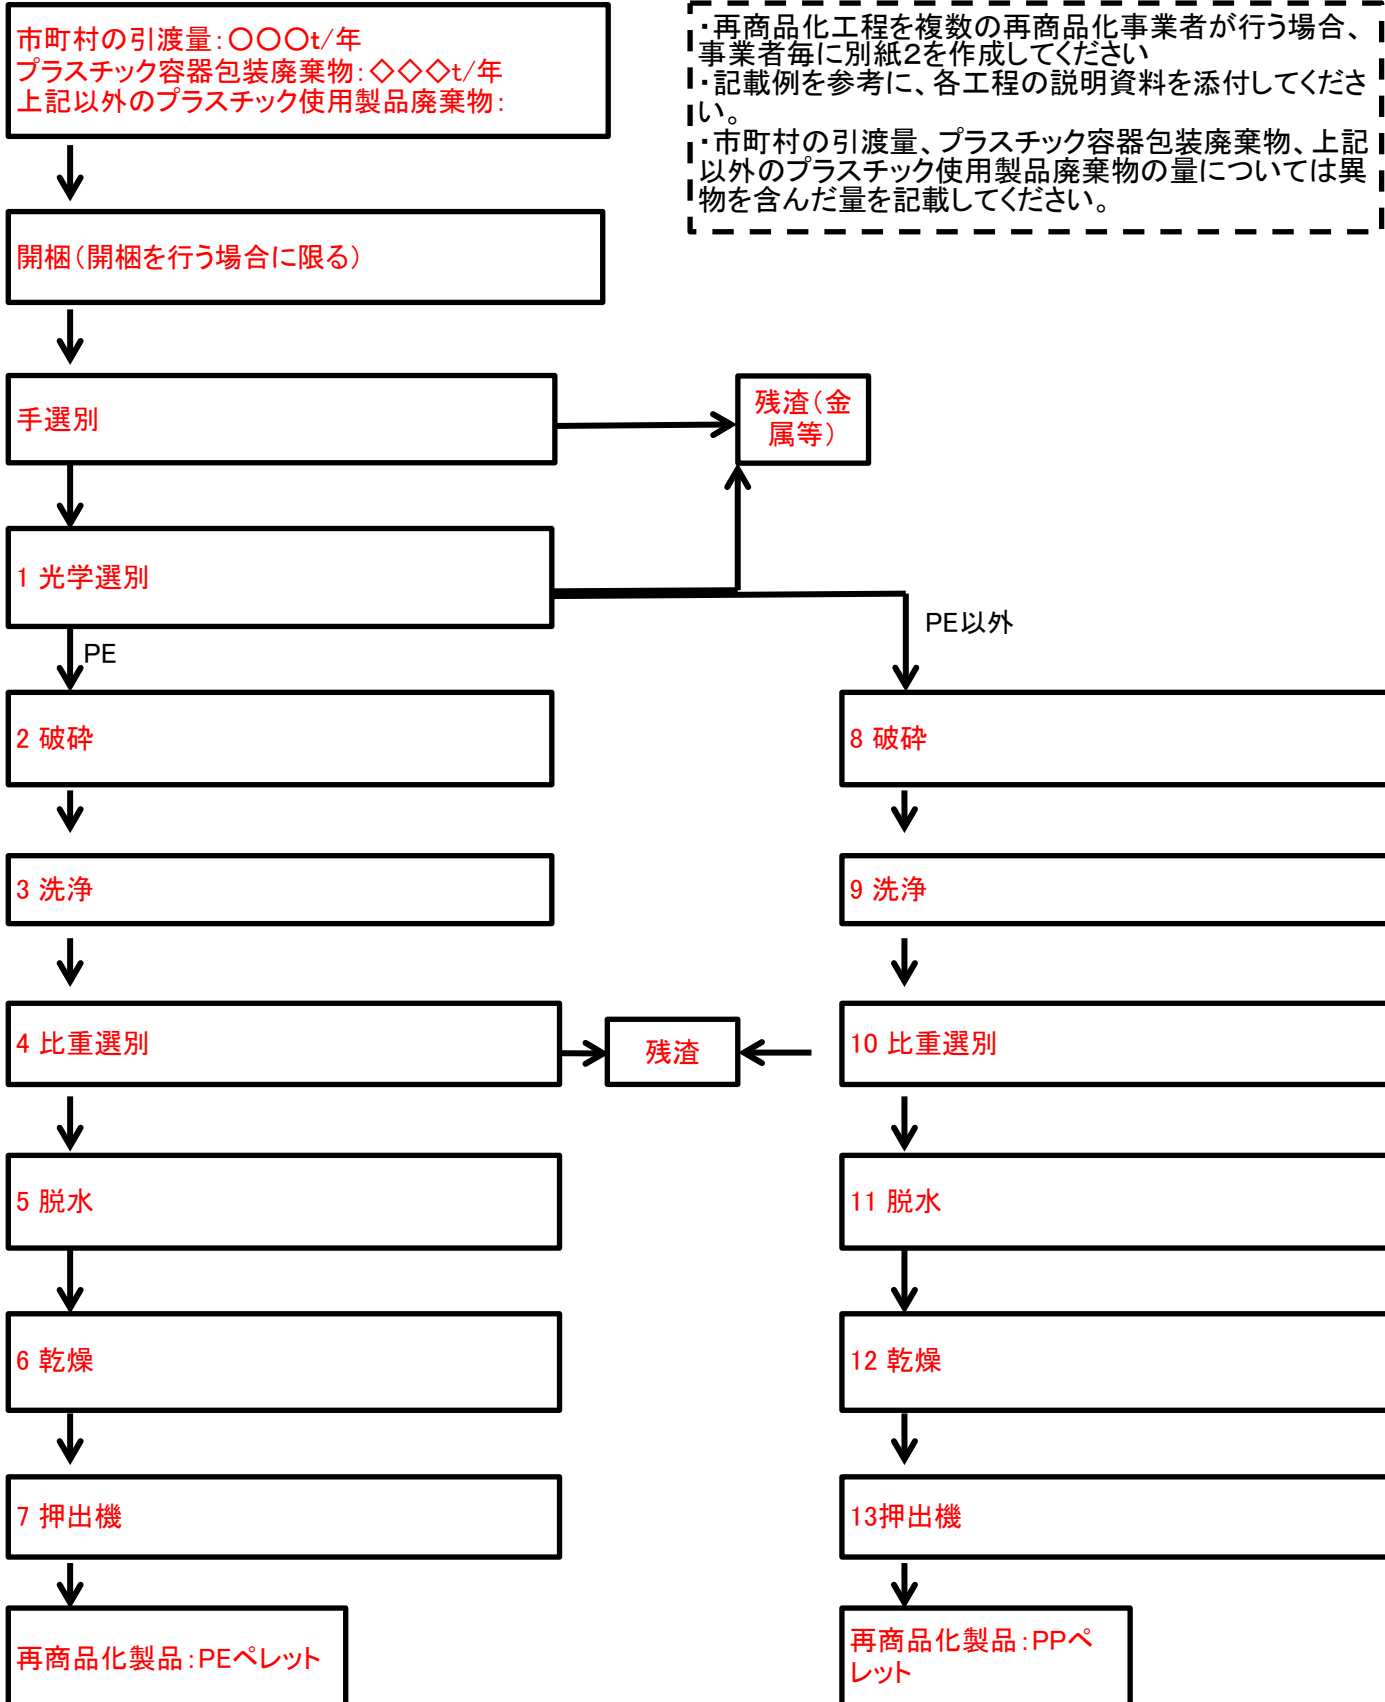 市町村の引渡量：〇〇〇t/年
プラスチック容器包装廃棄物：◇◇◇t/年
上記以外のプラスチック使用製品廃棄物：
・再商品化工程を複数の再商品化事業者が行う場合、
事業者毎に別紙２を作成してください
・記載例を参考に、各工程の説明資料を添付してくださ
い。
・市町村の引渡量、プラスチック容器包装廃棄物、上記
以外のプラスチック使用製品廃棄物の量については異
物を含んだ量を記載してください。
開梱（開梱を行う場合に限る）
手選別
残渣（金
属等）
1 光学選別
PE以外
PE
2 破砕
8 破砕
3 洗浄
9 洗浄
4 比重選別
残渣
10 比重選別
5 脱水
11 脱水
6 乾燥
12 乾燥
7 押出機
13押出機
再商品化製品：PEペレット
再商品化製品：PPペ
レット